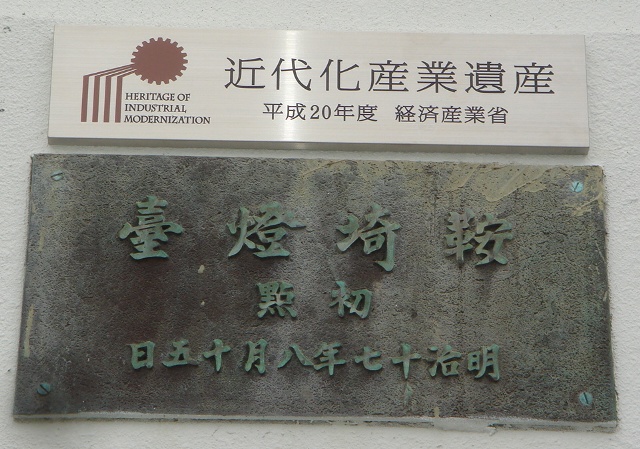 HERITAGE OF
INDUSTRIAL
MODERNIZATION
近代化産業遺産
平成20年度 経済産業省
鞍埼燈臺
初點
明治十七年八月十五日